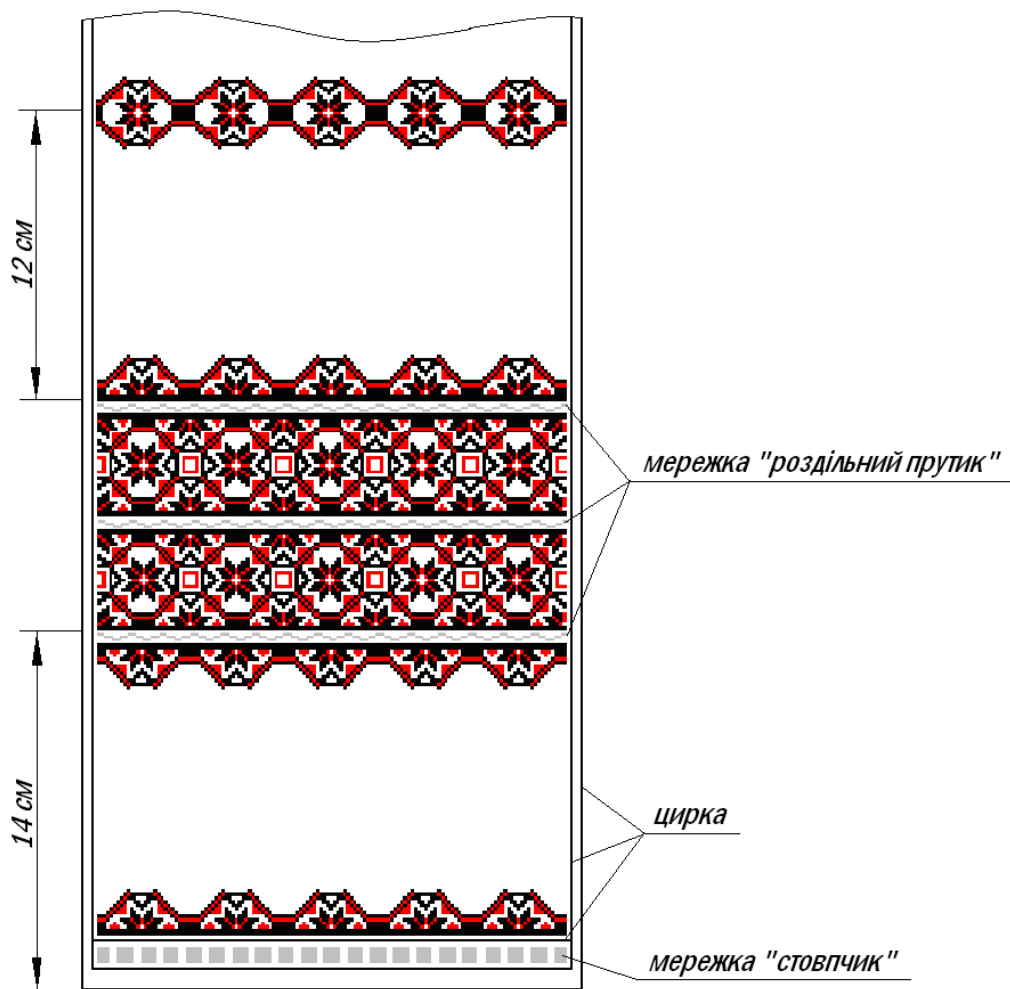 12 см
мережка "роздільний прутик"
14 см
цирка
мережка "стовпчик"